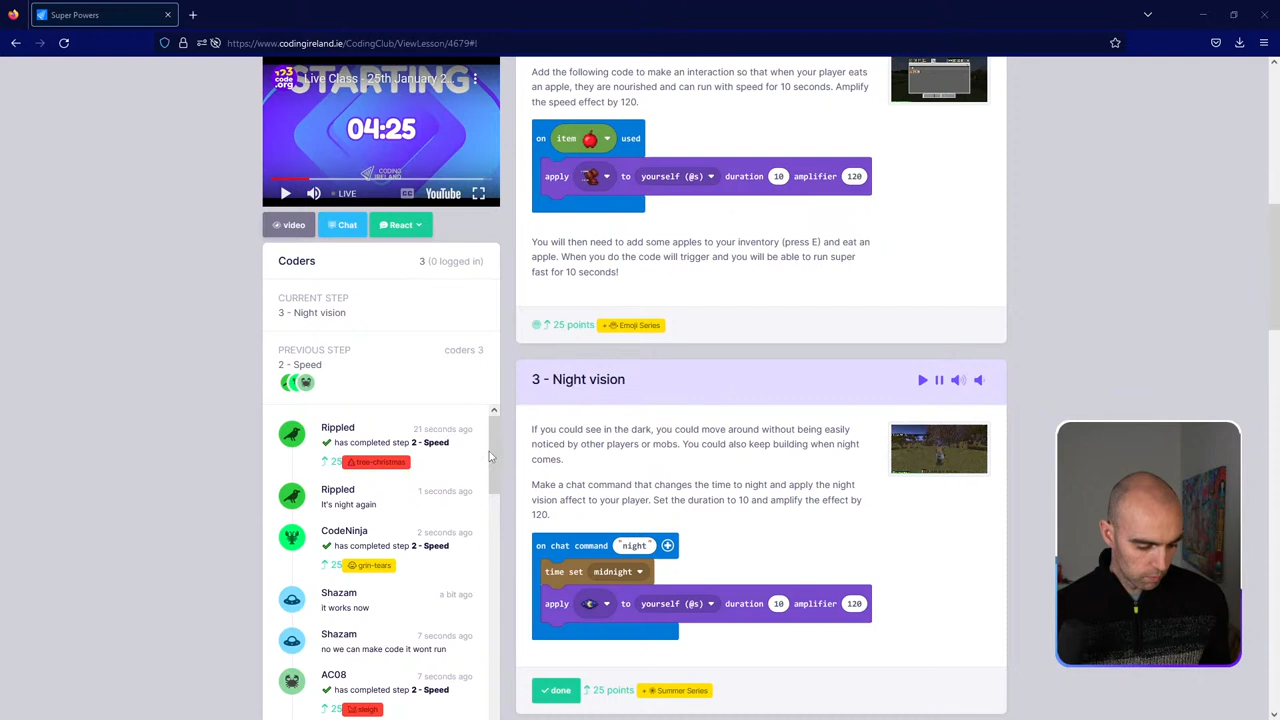 Super Powers
https://www.codingireland.ie/CodingClub/ViewLesson/4679#!
123
code
.org
Live Class - 25th January 2...
STARTING
04:25
CODING
IRELAND
LIVE
CC
YouTube
video
Chat
React
Coders
3 (0 logged in)
CURRENT STEP
3 - Night vision
PREVIOUS STEP
coders 3
2 - Speed
Rippled
21 seconds ago
has completed step 2 - Speed
25
tree-christmas
Rippled
1 seconds ago
It's night again
CodeNinja
2 seconds ago
has completed step 2 - Speed
25
grin-tears
Shazam
a bit ago
it works now
Shazam
7 seconds ago
no we can make code it wont run
AC08
7 seconds ago
has completed step 2 - Speed
25
sleigh
Add the following code to make an interaction so that when your player eats
an apple, they are nourished and can run with speed for 10 seconds. Amplify
the speed effect by 120.
on item used
apply to yourself (@s) duration 10 amplifier 120
You will then need to add some apples to your inventory (press E) and eat an
apple. When you do the code will trigger and you will be able to run super
fast for 10 seconds!
25 points
+ Emoji Series
3 - Night vision
If you could see in the dark, you could move around without being easily
noticed by other players or mobs. You could also keep building when night
comes.
Make a chat command that changes the time to night and apply the night
vision affect to your player. Set the duration to 10 and amplify the effect by
120.
on chat command "night"
time set midnight
apply to yourself (@s) duration 10 amplifier 120
done
25 points
+ Summer Series